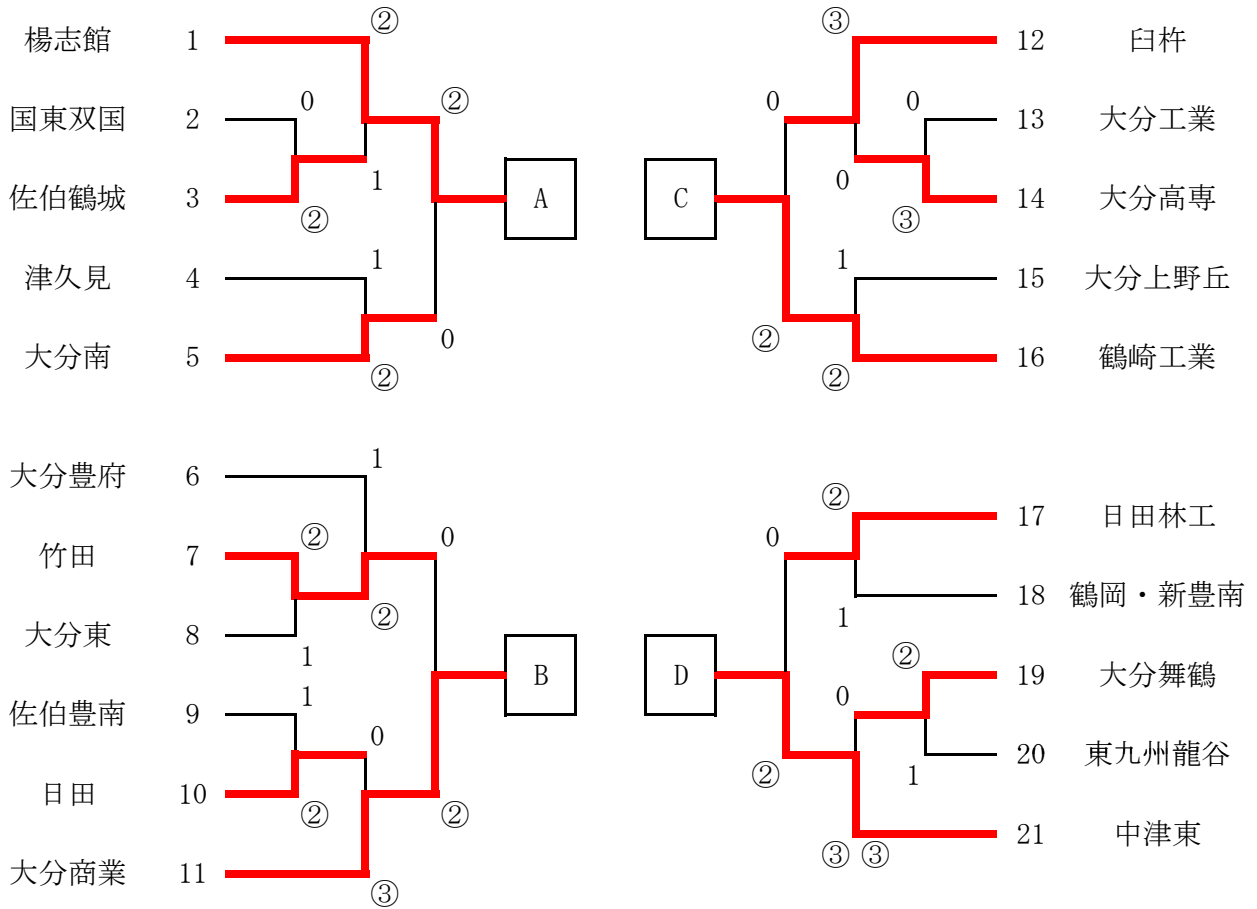 ②
③
楊志館 1
12 臼杵
0 ② 0 0
国東双国 2
13 大分工業
1 A C 0
佐伯鶴城 3
14 大分高専
② ③
1 1
津久見 4
15 大分上野丘
0 ②
大分南 5
16 鶴崎工業
② ②
1
大分豊府 6
②
17 日田林工
② 0 0
竹田 7
18 鶴岡・新豊南
② 1
大分東 8
1 ②
B D
19 大分舞鶴
1 0
佐伯豊南 9
0
20 東九州龍谷
② 1
日田 10
② ②
21 中津東
③ ③
大分商業 11
③